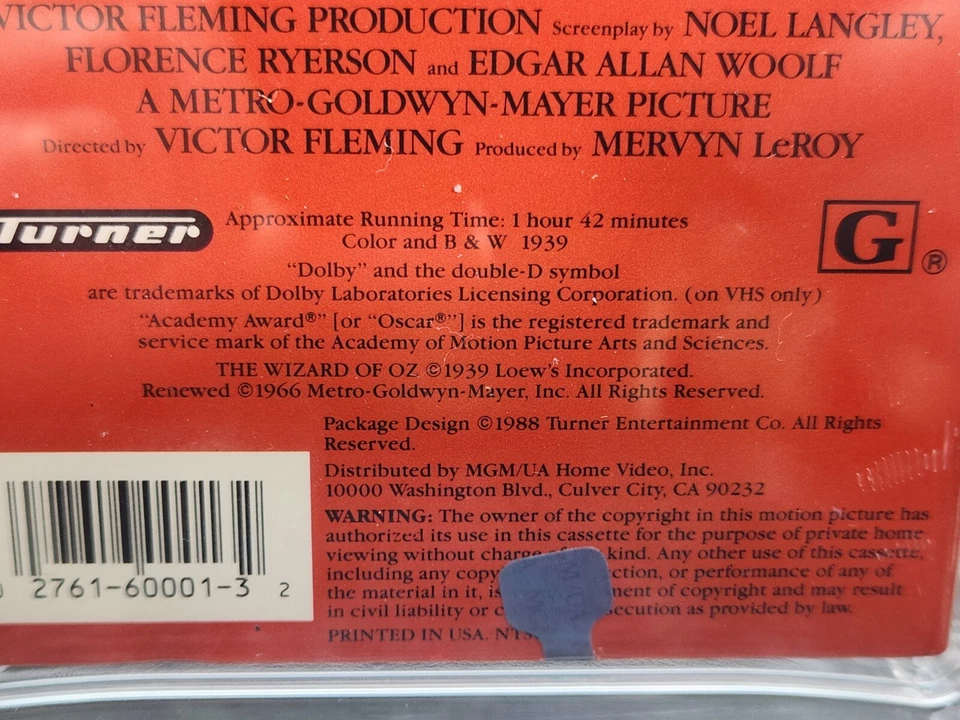 VICTOR FLEMING PRODUCTION Screenplay by NOEL LANGLEY,
FLORENCE RYERSON and EDGAR ALLAN WOOLF
A METRO-GOLDWYN-MAYER PICTURE
Directed by VICTOR FLEMING Produced by MERVYN LeROY
Turner
Approximate Running Time: 1 hour 42 minutes
Color and B & W 1939
G ®
"Dolby" and the double-D symbol
are trademarks of Dolby Laboratories Licensing Corporation. (on VHS only)
"Academy Award®" [or "Oscar®"] is the registered trademark and
service mark of the Academy of Motion Picture Arts and Sciences.
THE WIZARD OF OZ ©1939 Loew's Incorporated.
Renewed ©1966 Metro-Goldwyn-Mayer, Inc. All Rights Reserved.
Package Design ©1988 Turner Entertainment Co. All Rights
Reserved.
Distributed by MGM/UA Home Video, Inc.
10000 Washington Blvd., Culver City, CA 90232
WARNING: The owner of the copyright in this motion picture has
authorized its use in this cassette for the purpose of private home
viewing without charge kind. Any other use of this cassette,
including any copy ction, or performance of any of
the material in it, is ment of copyright and may result
in civil liability or c secution as provided by law.
PRINTED IN USA. NTS
0 2761-60001-3 2